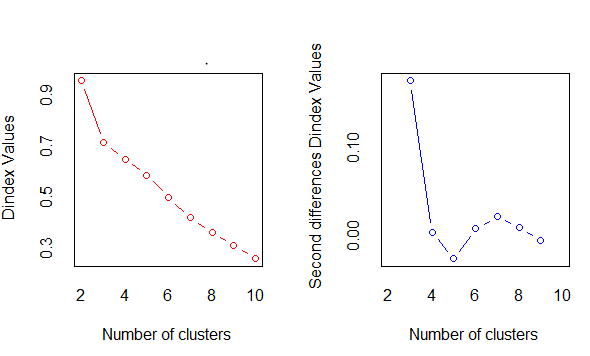 Dindex Values
0.3 0.5 0.7 0.9
2 4 6 8 10
Number of clusters
Second differences Dindex Values
0.00 0.10
2 4 6 8 10
Number of clusters